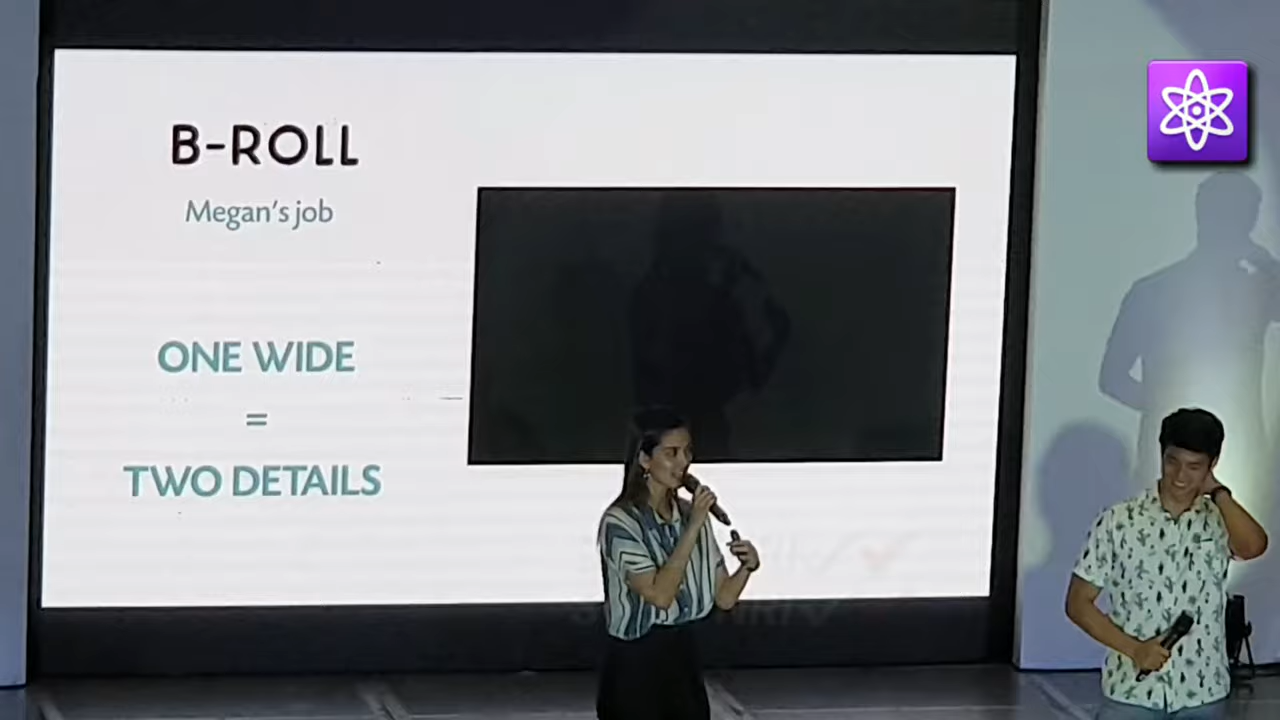 B-ROLL
Megan's job
ONE WIDE
=
TWO DETAILS